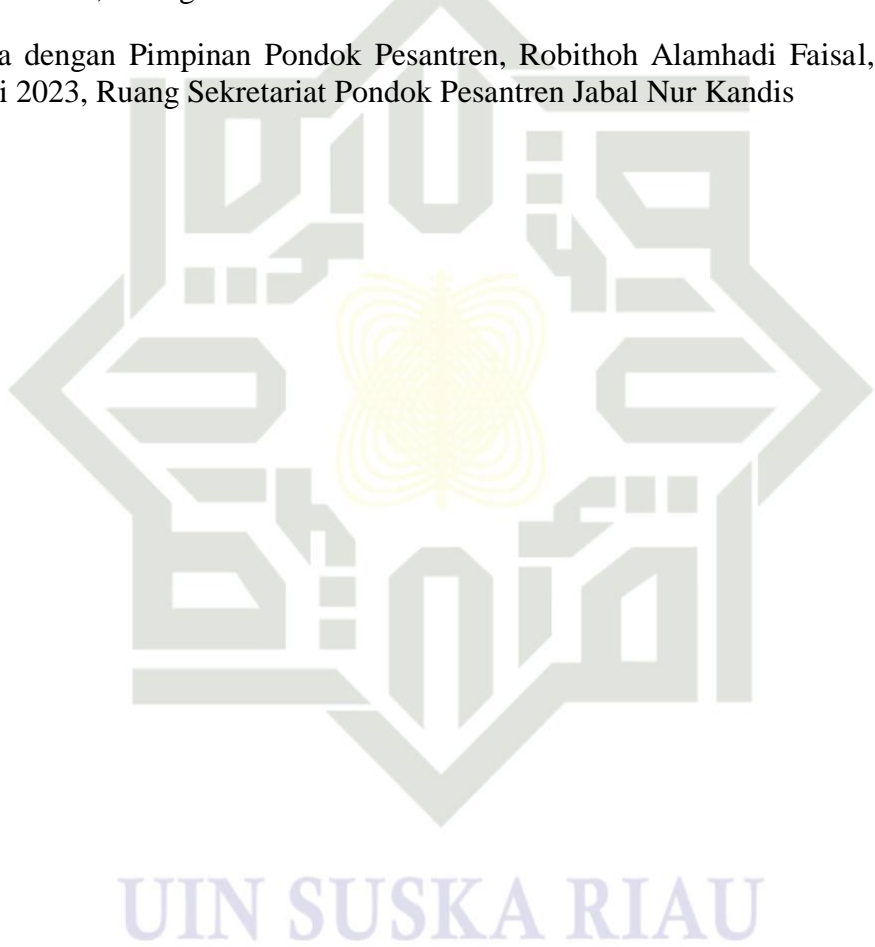 a dengan Pimpinan Pondok Pesantren, Robithoh Alamhadi Faisal,
i 2023, Ruang Sekretariat Pondok Pesantren Jabal Nur Kandis
UIN SUSKA RIAU